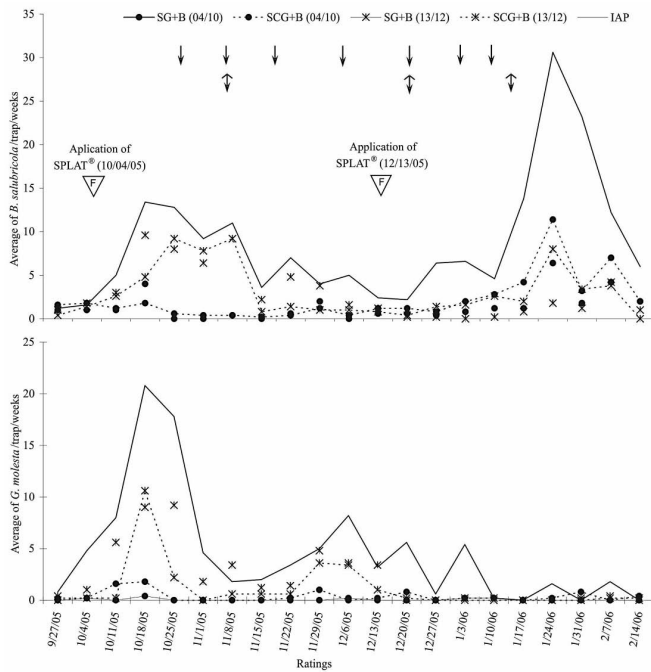 SG+B (04/10) SCG+B (04/10) SG+B (13/12) SCG+B (13/12) IAP
35
30
25
20
15
10
5
0
Average of B. salubricola/trap/weeks
Aplication of
SPLAT® (10/04/05)
F
Application of
SPLAT® (12/13/05)
F
25
20
15
10
5
0
Average of G. molesta/trap/weeks
9/27/05 10/4/05 10/11/05 10/18/05 10/25/05 11/1/05 11/8/05 11/15/05 11/22/05 11/29/05 12/6/05 12/13/05 12/20/05 12/27/05 1/3/06 1/10/06 1/17/06 1/24/06 1/31/06 2/7/06 2/14/06
Ratings